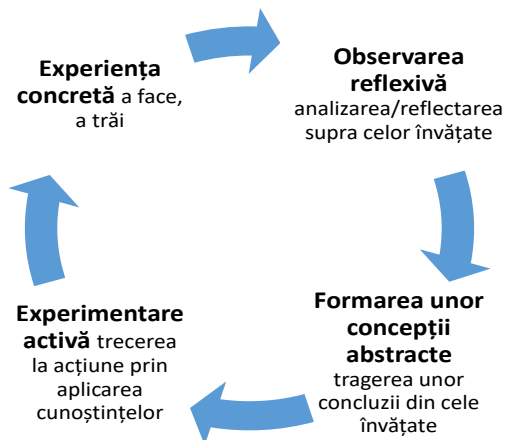 Experiența
concretă a face,
a trăi
Observarea
reflexivă
analizarea/reflectarea
supra celor învățate
Formarea unor
concepții
abstracte
tragerea unor
concluzii din cele
învățate
Experimentare
activă trecerea
la acțiune prin
aplicarea
cunoștințelor